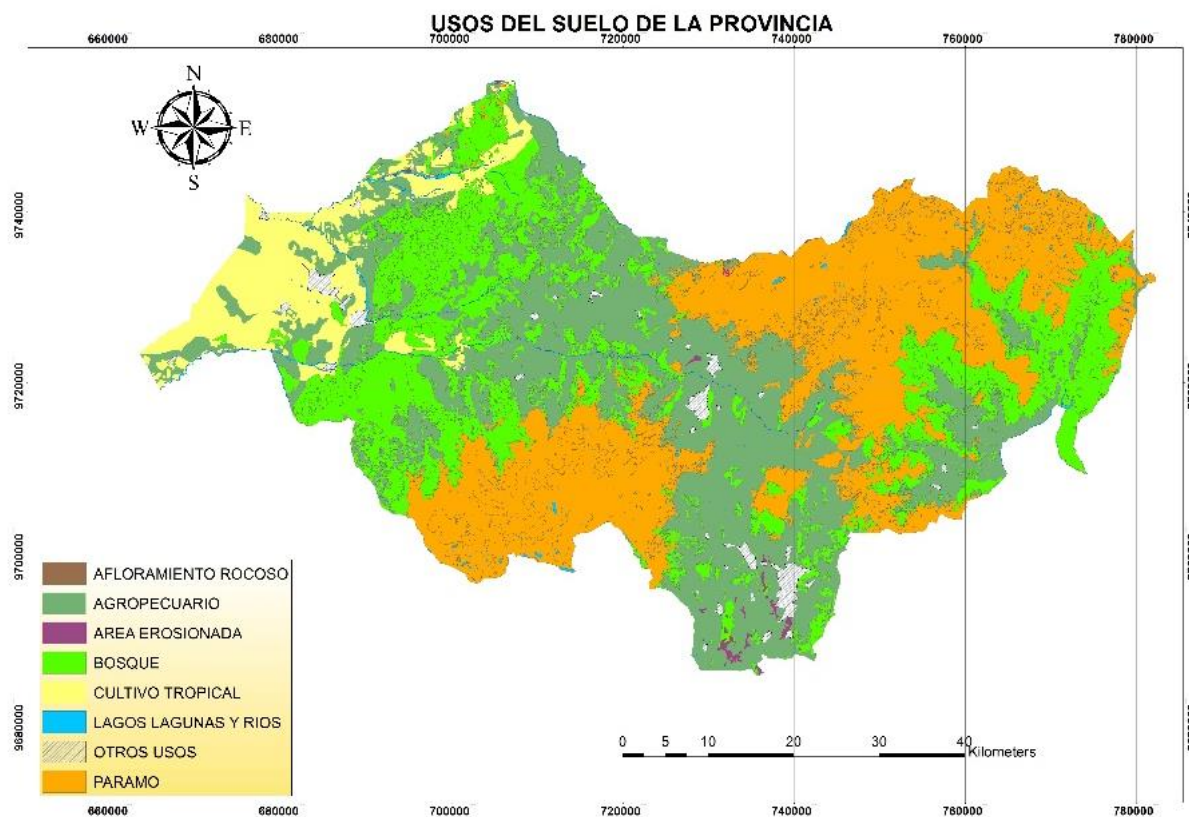 USOS DEL SUELO DE LA PROVINCIA
660000 680000 700000 720000 740000 760000 780000
N
W E
S
9740000
9720000
9700000
9680000
AFLORAMIENTO ROCOSO
AGROPECUARIO
AREA EROSIONADA
BOSQUE
CULTIVO TROPICAL
LAGOS LAGUNAS Y RIOS
OTROS USOS
PARAMO
0 5 10 20 30 40
Kilometers
660000 680000 700000 720000 740000 760000 780000